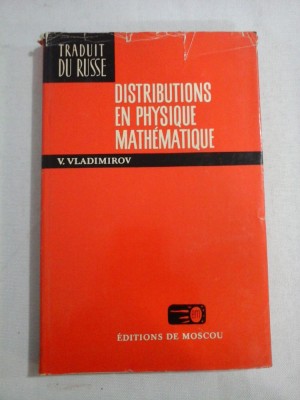 TRADUIT
DU RUSSE
DISTRIBUTIONS
EN PHYSIQUE
MATHÉMATIQUE
V. VLADIMIROV
ÉDITIONS DE MOSCOU